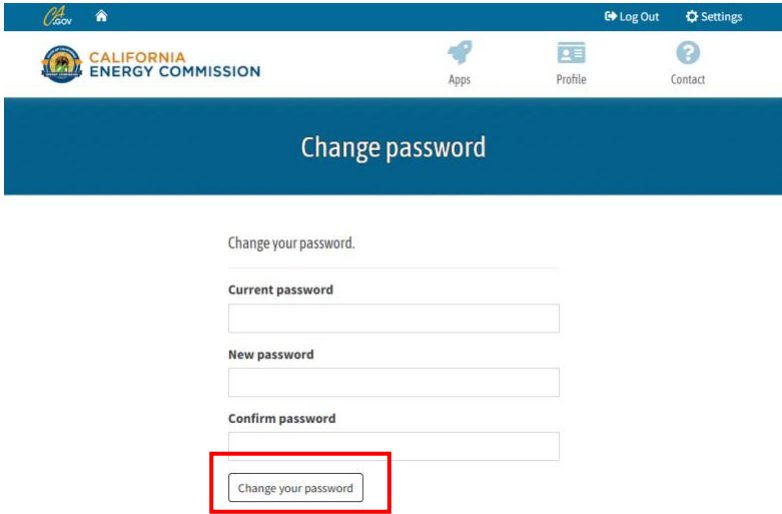 CA.GOV
Log Out
Settings
CALIFORNIA
ENERGY COMMISSION
Apps
Profile
Contact
Change password
Change your password.
Current password
New password
Confirm password
Change your password